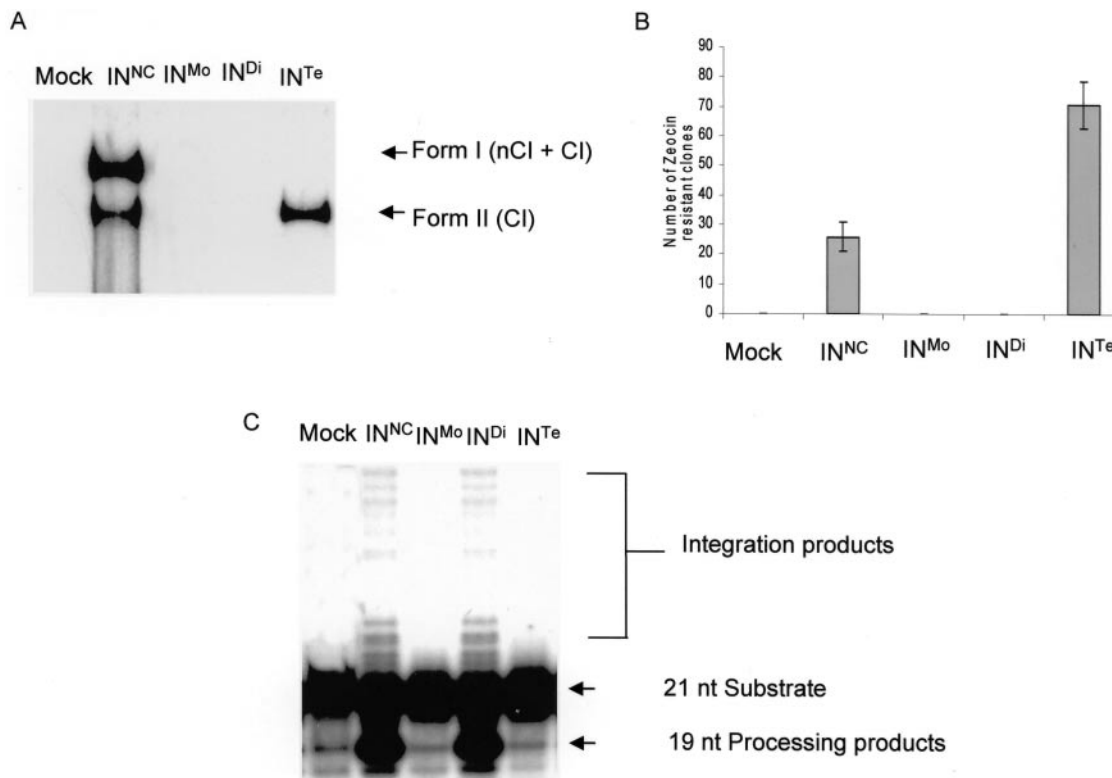 A
Mock IN^NC IN^Mo IN^Di IN^Te
Form I (nCI + CI)
Form II (CI)
B
Number of Zeocin
resistant clones
90
80
70
60
50
40
30
20
10
0
Mock IN^NC IN^Mo IN^Di IN^Te
C
Mock IN^NC IN^Mo IN^Di IN^Te
Integration products
21 nt Substrate
19 nt Processing products